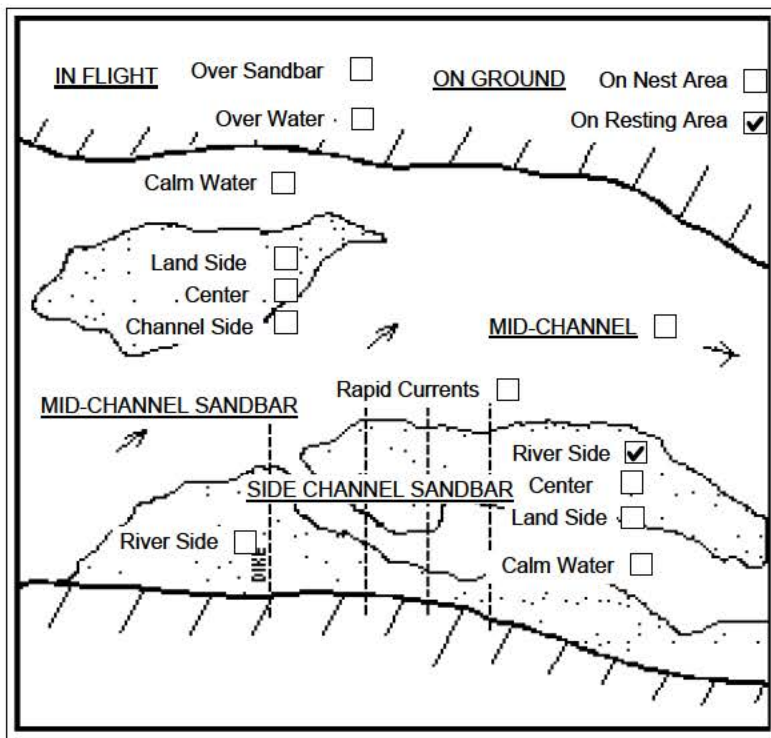 IN FLIGHT Over Sandbar ON GROUND On Nest Area
Over Water On Resting Area
Calm Water
Land Side
Center
Channel Side
MID-CHANNEL
Rapid Currents
MID-CHANNEL SANDBAR
River Side
SIDE CHANNEL SANDBAR Center
Land Side
River Side
DIKE
Calm Water